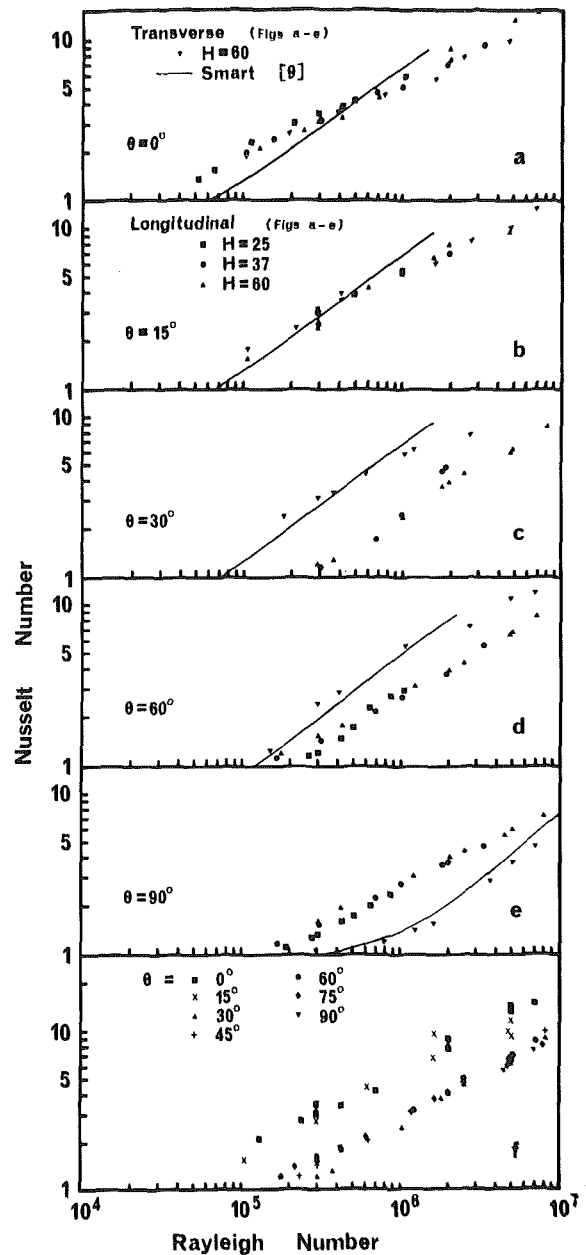 10
5
1
Transverse (Figs a-e)
▾ H=60
— Smart [θ]
θ=0°
a
10
5
1
Longitudinal (Figs a-e)
■ H=25
● H=37
▴ H=60
θ=15°
b
10
5
1
θ=30°
c
10
5
1
θ=60°
d
10
5
1
θ=90°
e
θ = ■ 0° ● 60°
x 15° ♦ 75°
▴ 30° ▾ 90°
+ 45°
10
5
1
f
10⁴ 10⁵ 10⁶ 10⁷
Rayleigh Number
Nusselt Number